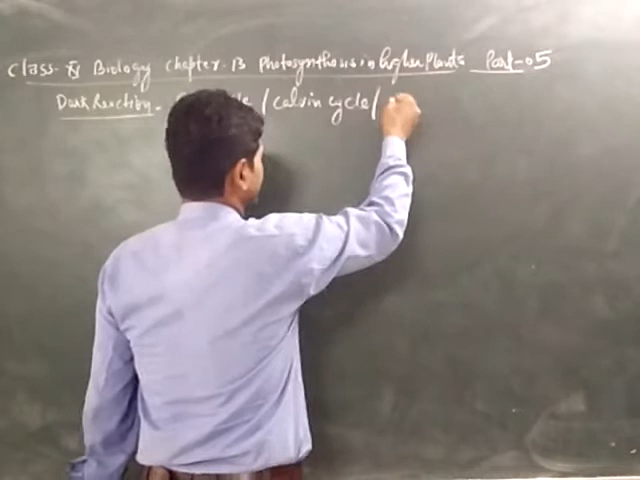 Class-XI Biology Chapter-13 Photosynthesis in higher Plants Part-05
Dark Reaction- / Calvin cycle/